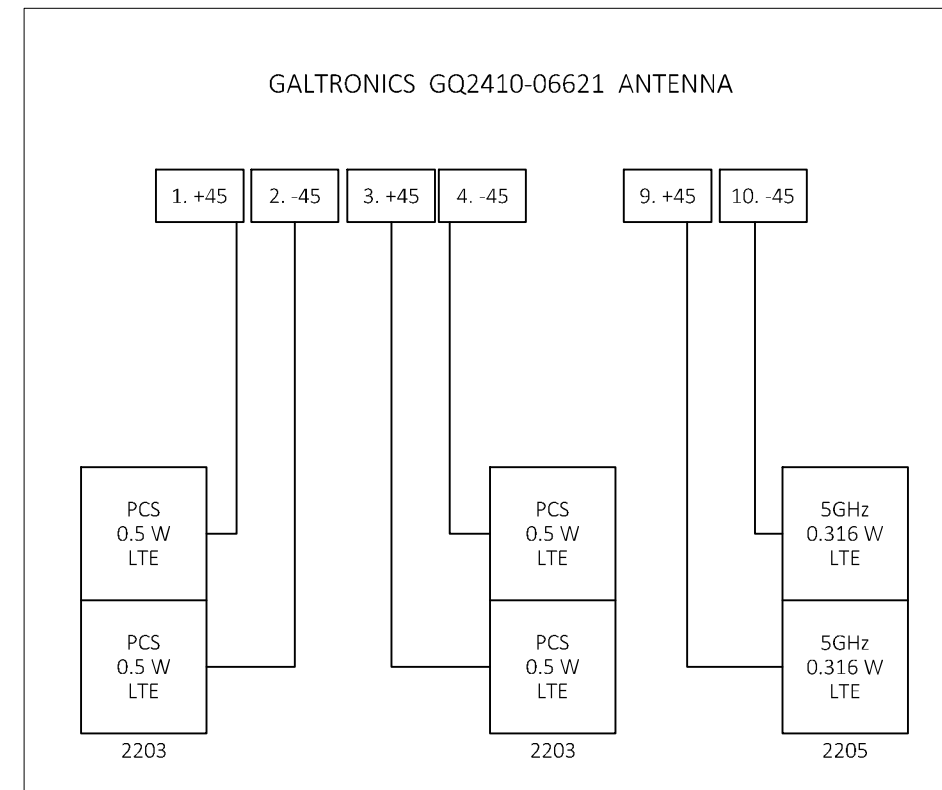 GALTRONICS GQ2410-06621 ANTENNA
1. +45
2. -45
3. +45
4. -45
9. +45
10. -45
PCS
0.5 W
LTE
PCS
0.5 W
LTE
2203
PCS
0.5 W
LTE
PCS
0.5 W
LTE
2203
5GHz
0.316 W
LTE
5GHz
0.316 W
LTE
2205